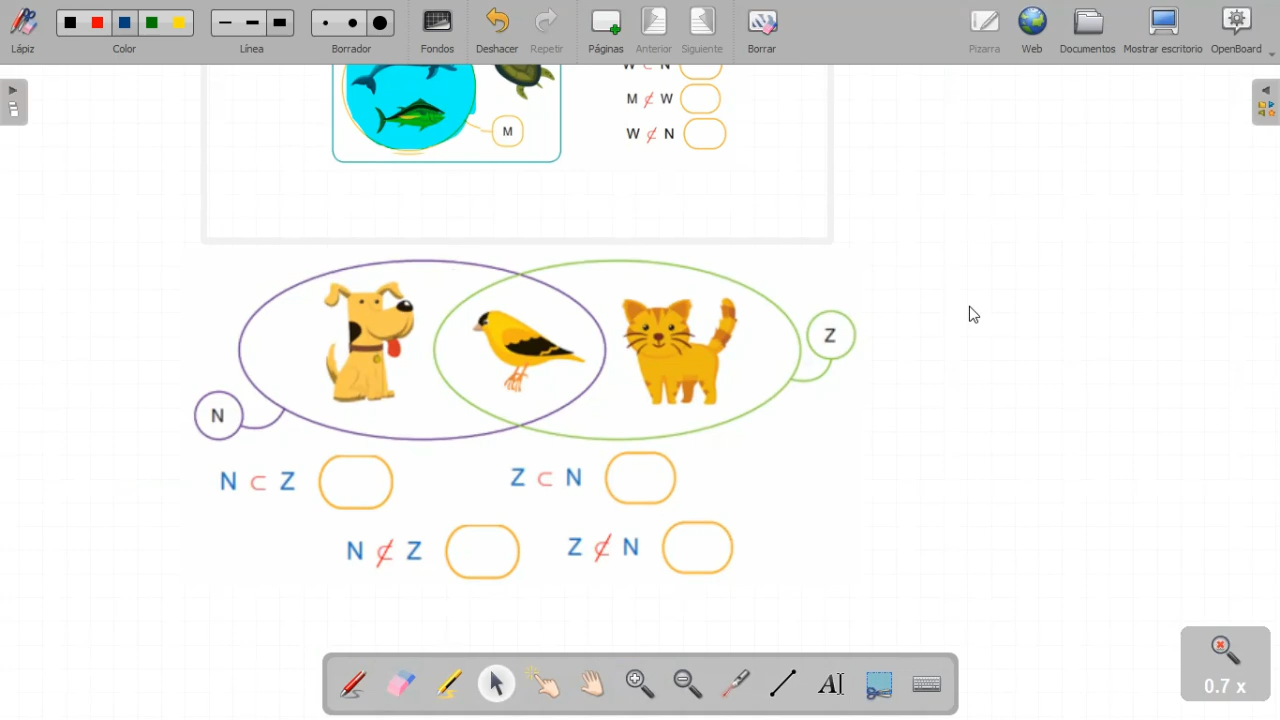 Lápiz Color Línea Borrador Fondos Deshacer Repetir Páginas Anterior Siguiente Borrar Pizarra Web Documentos Mostrar escritorio OpenBoard
M ⊄ W
M
W ⊄ N
Z
N
N ⊂ Z
Z ⊂ N
N ⊄ Z
Z ⊄ N
AI
0.7 x